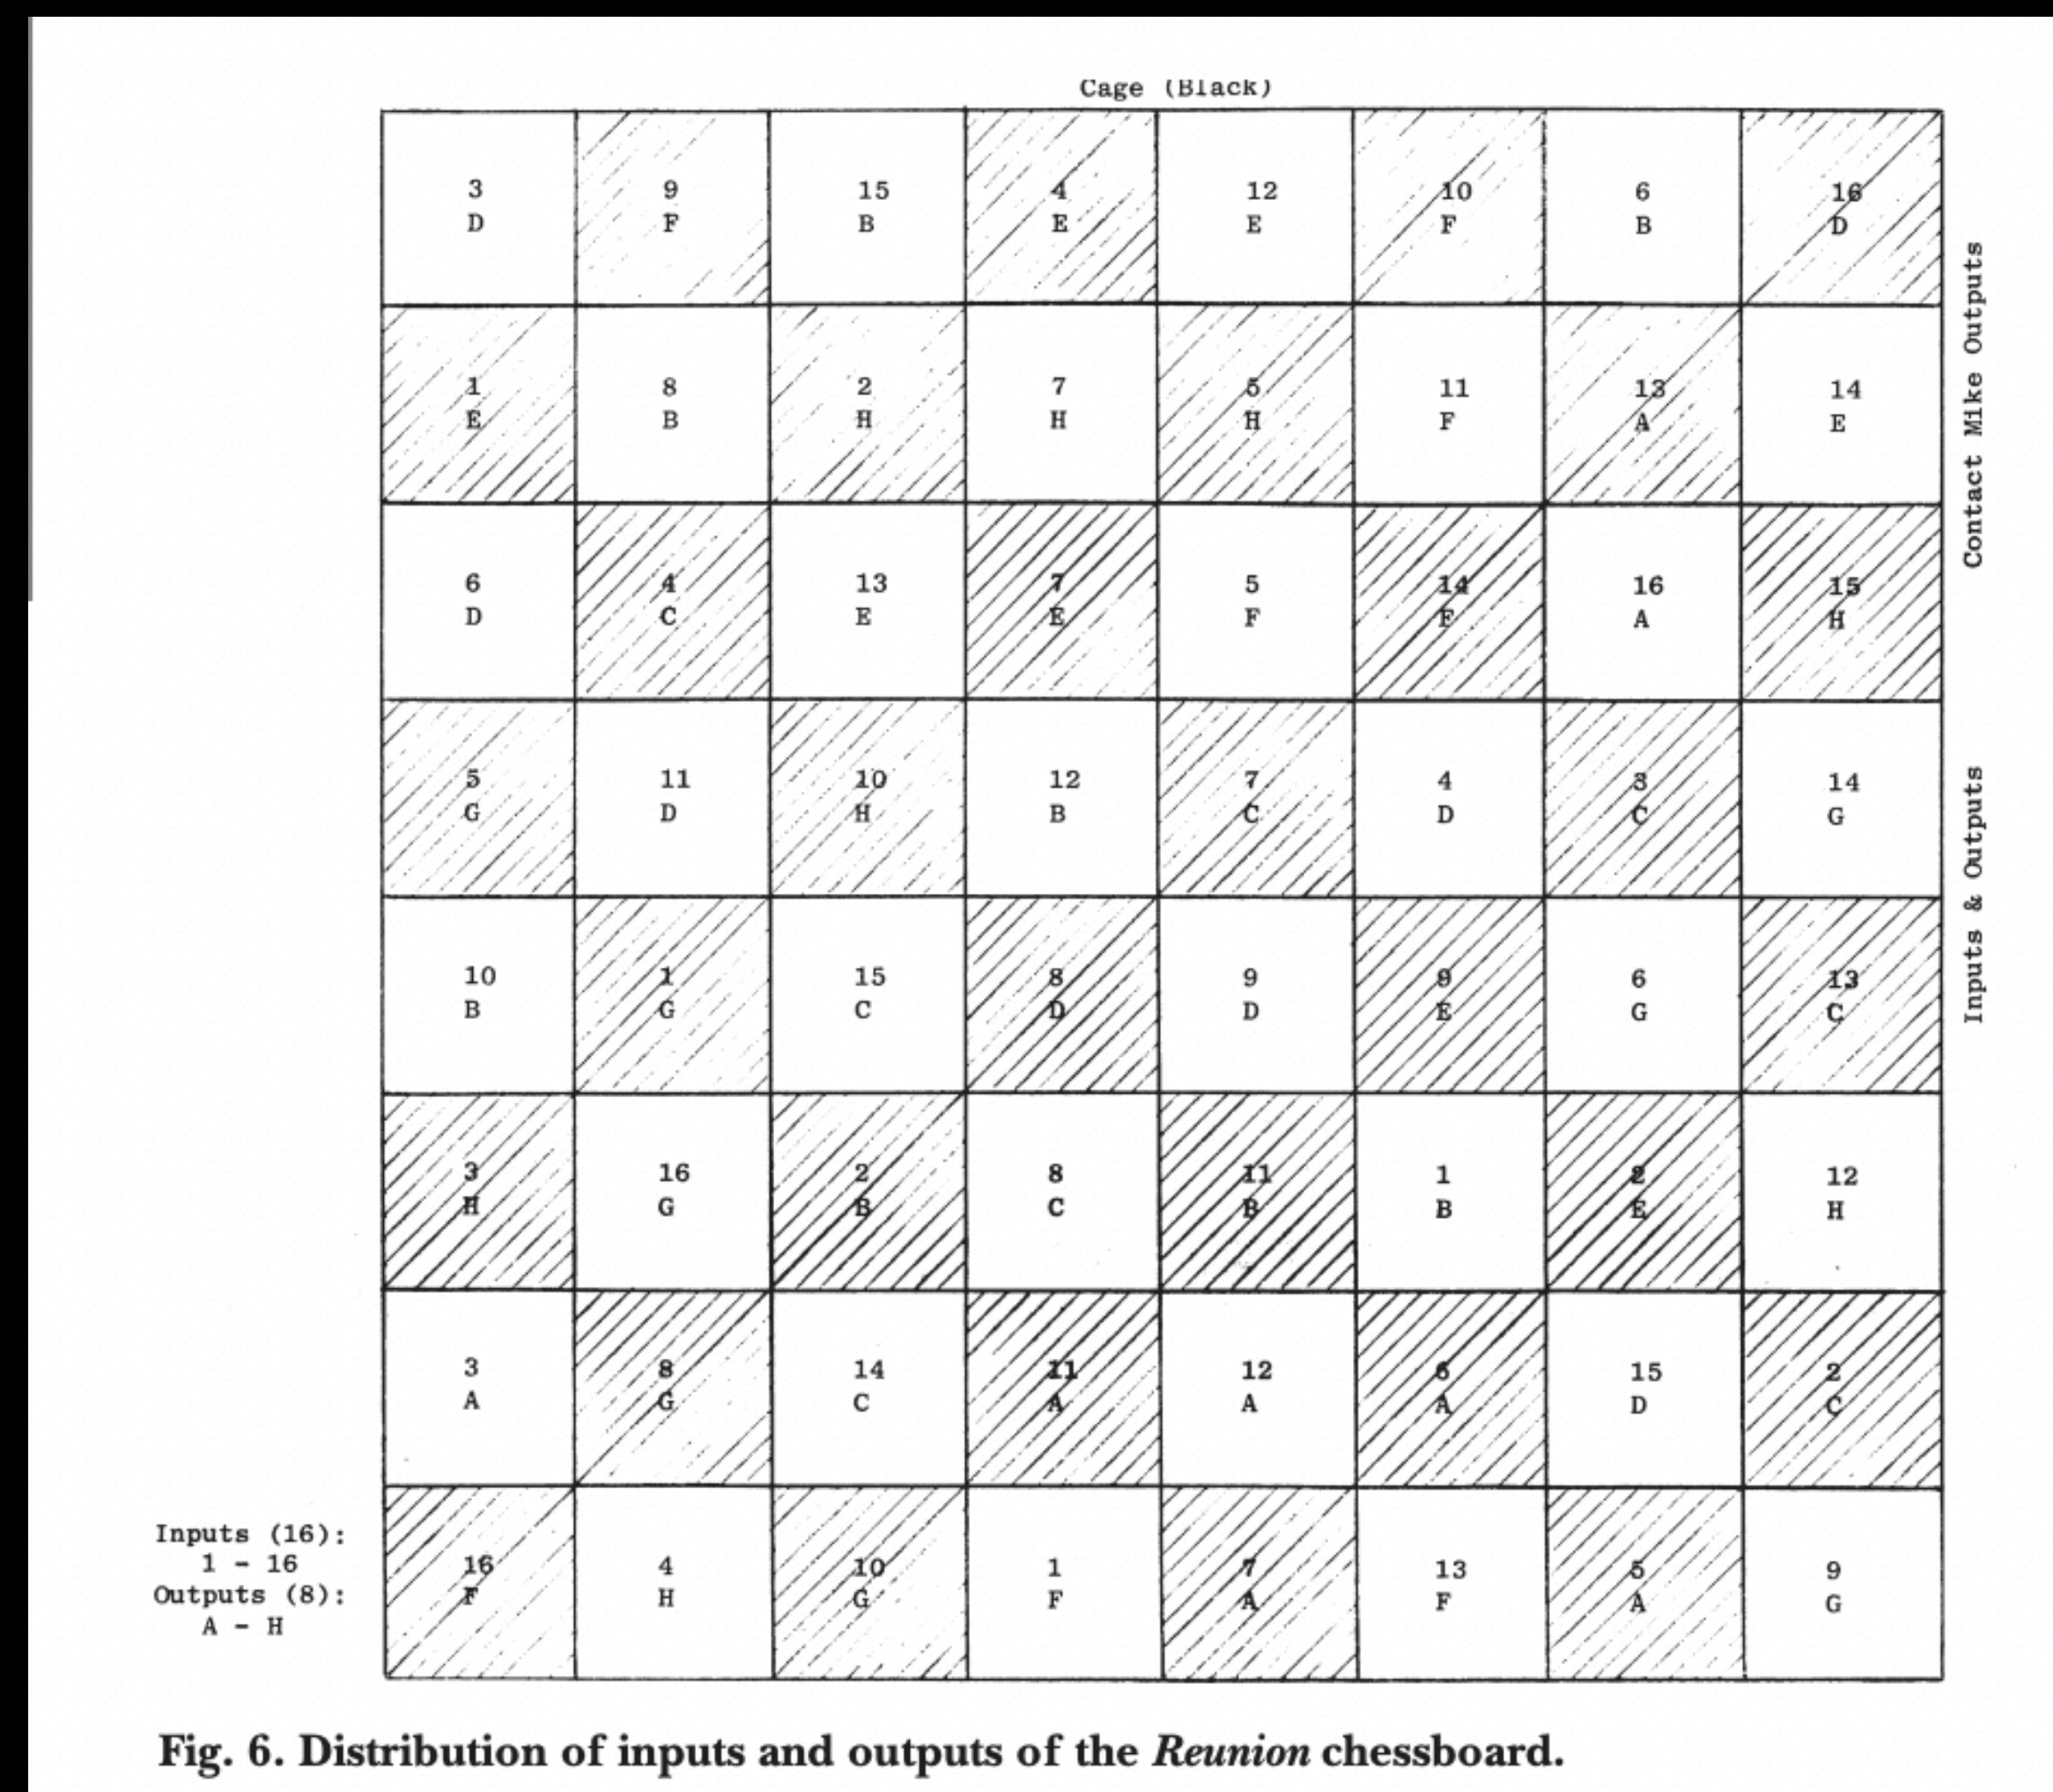 Cage (Black)
3 9 15 4 12 10 6 16
D F B E E F B D
1 8 2 7 5 11 13 14
E B H H H F A E
6 4 13 7 5 14 16 15
D C E E F F A H
5 11 10 12 7 4 3 14
G D H B C D C G
10 1 15 8 9 9 6 13
B G C D D E G C
3 16 2 8 11 1 2 12
H G B C B B E H
3 8 14 11 12 6 15 2
A G C A A A D C
16 4 10 1 7 13 5 9
F H G F A F A G
Contact Mike Outputs
Inputs & Outputs
Inputs (16):
1 - 16
Outputs (8):
A - H
Fig. 6. Distribution of inputs and outputs of the Reunion chessboard.